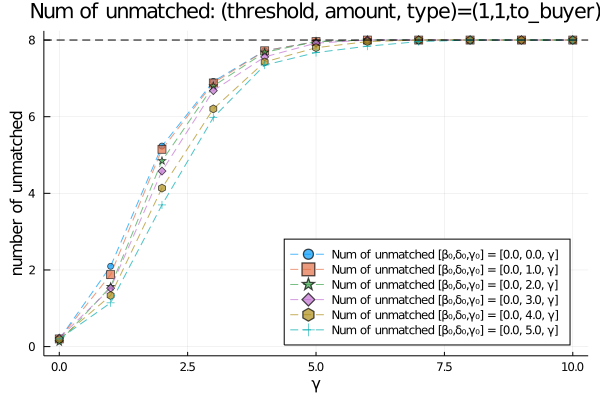 Num of unmatched: (threshold, amount, type)=(1,1,to_buyer)
number of unmatched
8
6
4
2
0
Num of unmatched [β₀,δ₀,γ₀] = [0.0, 0.0, γ]
Num of unmatched [β₀,δ₀,γ₀] = [0.0, 1.0, γ]
Num of unmatched [β₀,δ₀,γ₀] = [0.0, 2.0, γ]
Num of unmatched [β₀,δ₀,γ₀] = [0.0, 3.0, γ]
Num of unmatched [β₀,δ₀,γ₀] = [0.0, 4.0, γ]
Num of unmatched [β₀,δ₀,γ₀] = [0.0, 5.0, γ]
0.0 2.5 5.0 7.5 10.0
γ